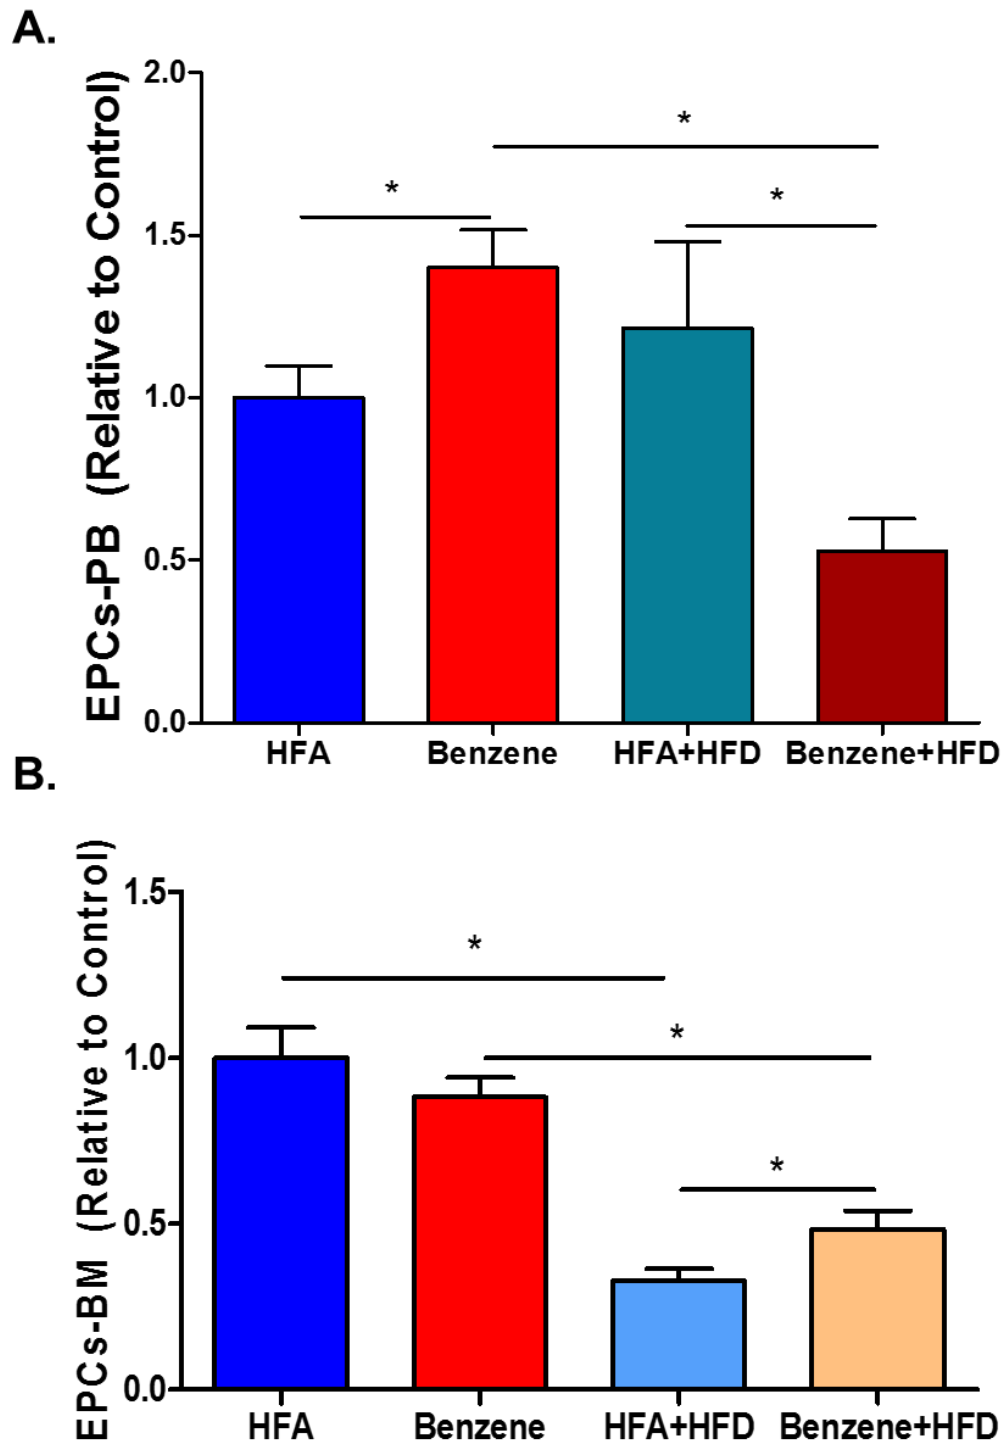 A.
EPCs-PB (Relative to Control)
2.0
1.5
1.0
0.5
0.0
*
*
*
HFA Benzene HFA+HFD Benzene+HFD
B.
EPCs-BM (Relative to Control)
1.5
1.0
0.5
0.0
*
*
*
HFA Benzene HFA+HFD Benzene+HFD